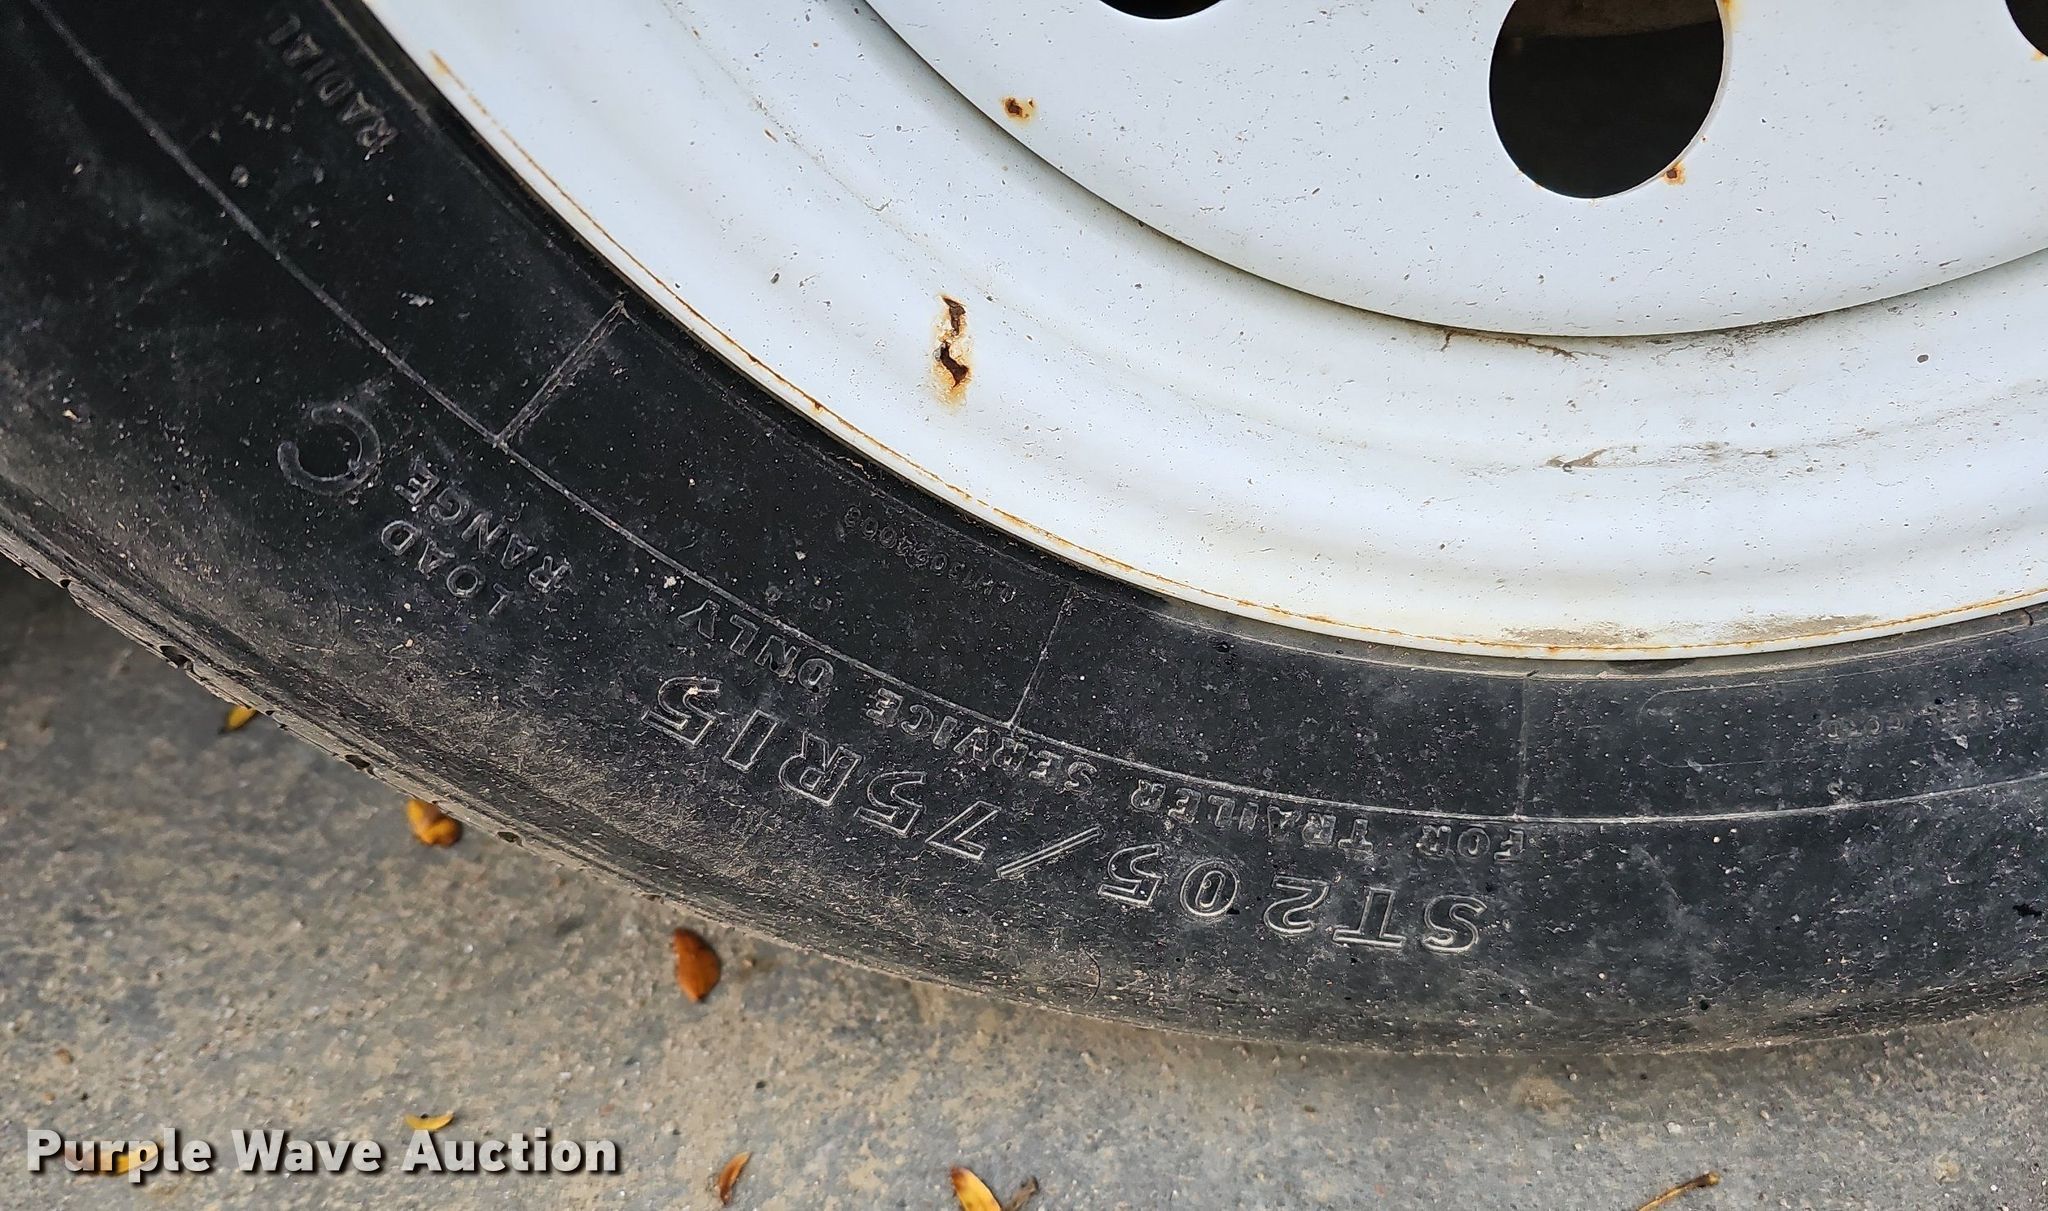 ST205/75R15
FOR TRAILER SERVICE ONLY
LOAD
RANGE
C
RADIAL
Purple Wave Auction